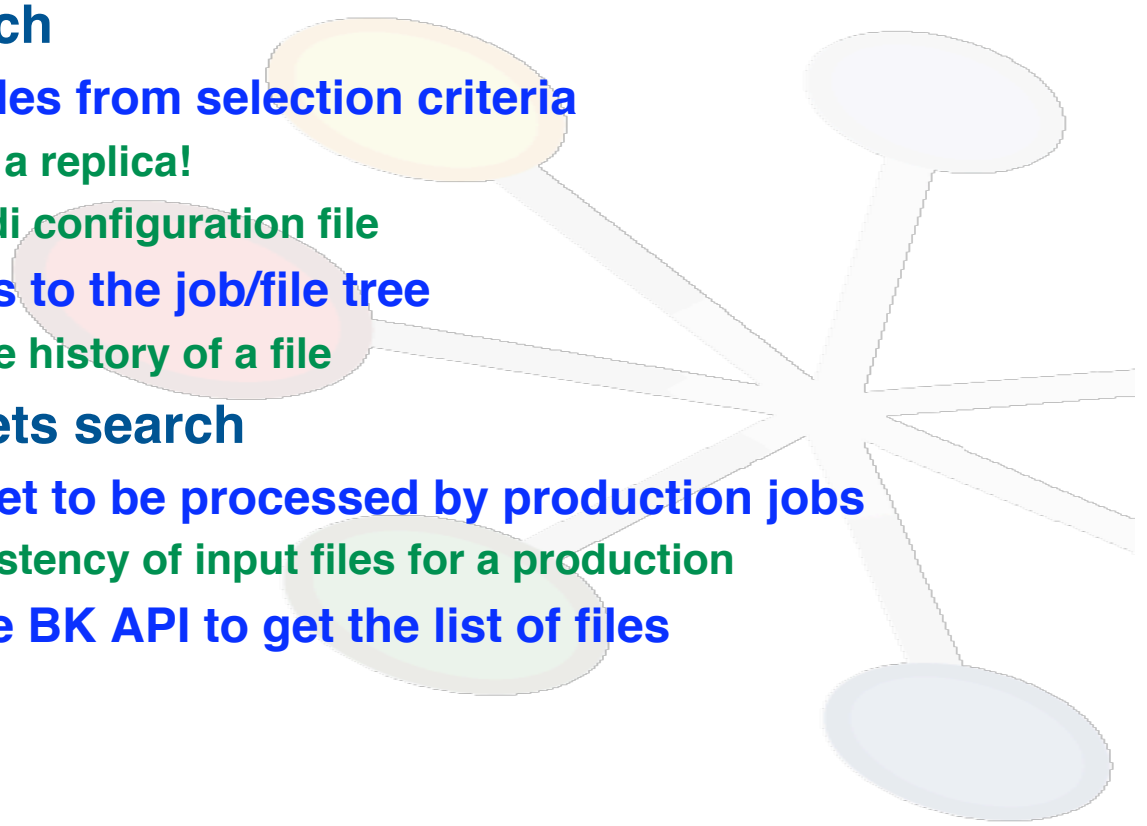 ch
les from selection criteria
a replica!
di configuration file
s to the job/file tree
e history of a file
ets search
et to be processed by production jobs
stency of input files for a production
e BK API to get the list of files